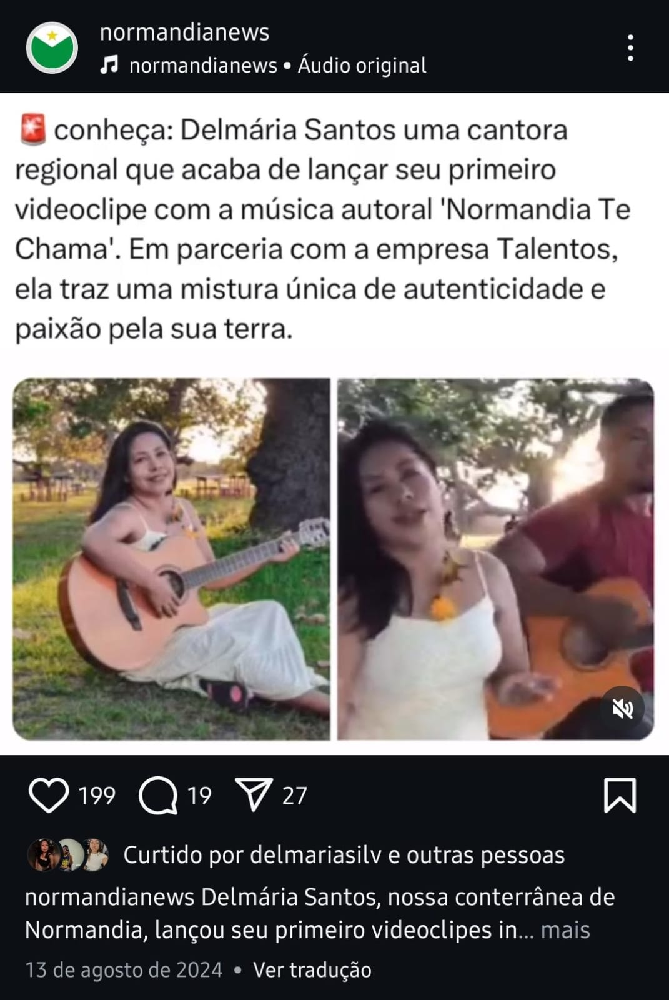 normandianews
normandianews • Áudio original
conheça: Delmária Santos uma cantora
regional que acaba de lançar seu primeiro
videoclipe com a música autoral 'Normandia Te
Chama'. Em parceria com a empresa Talentos,
ela traz uma mistura única de autenticidade e
paixão pela sua terra.
199 19 27
Curtido por delmariasilv e outras pessoas
normandianews Delmária Santos, nossa conterrânea de
Normandia, lançou seu primeiro videoclipes in... mais
13 de agosto de 2024 • Ver tradução